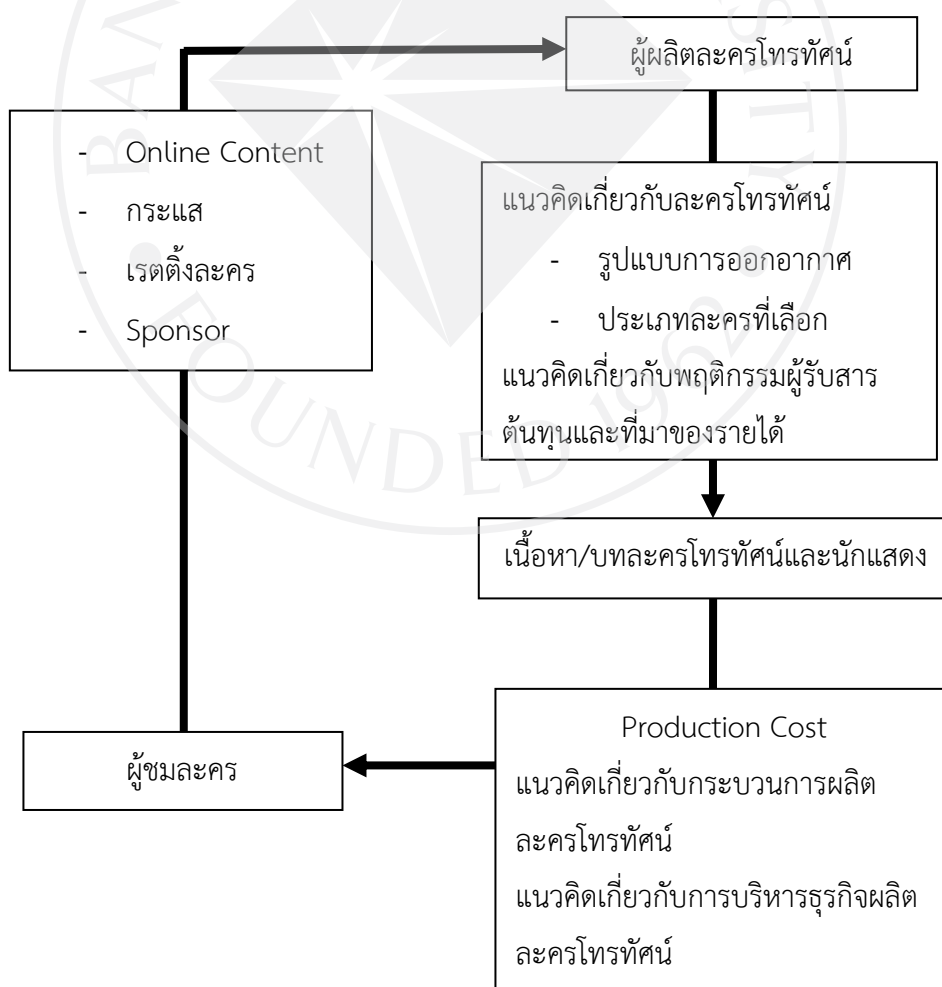 ผู้ผลิตละครโทรทัศน์
- Online Content
- กระแส
- เรตติ้งละคร
- Sponsor
แนวคิดเกี่ยวกับละครโทรทัศน์
- รูปแบบการออกอากาศ
- ประเภทละครที่เลือก
แนวคิดเกี่ยวกับพฤติกรรมผู้รับสาร
ต้นทุนและที่มาของรายได้
เนื้อหา/บทละครโทรทัศน์และนักแสดง
Production Cost
แนวคิดเกี่ยวกับกระบวนการผลิต
ละครโทรทัศน์
แนวคิดเกี่ยวกับการบริหารธุรกิจผลิต
ละครโทรทัศน์
ผู้ชมละคร
FOUNDED 1962